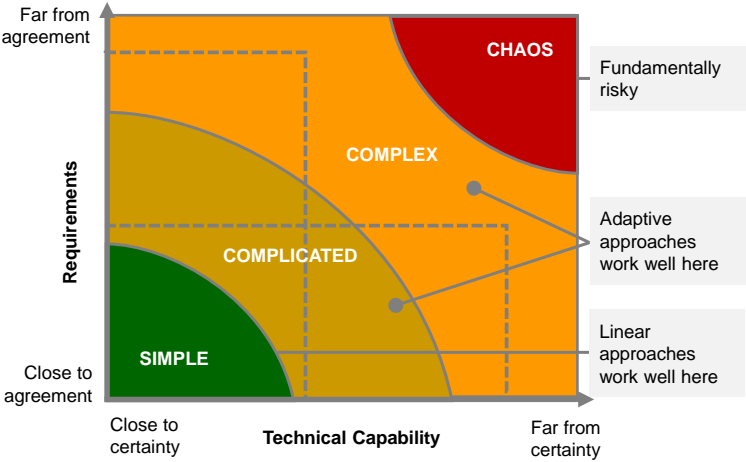 Far from
agreement
CHAOS
Fundamentally
risky
COMPLEX
Requirements
Adaptive
approaches
work well here
COMPLICATED
Linear
approaches
work well here
SIMPLE
Close to
agreement
Close to
certainty
Technical Capability
Far from
certainty